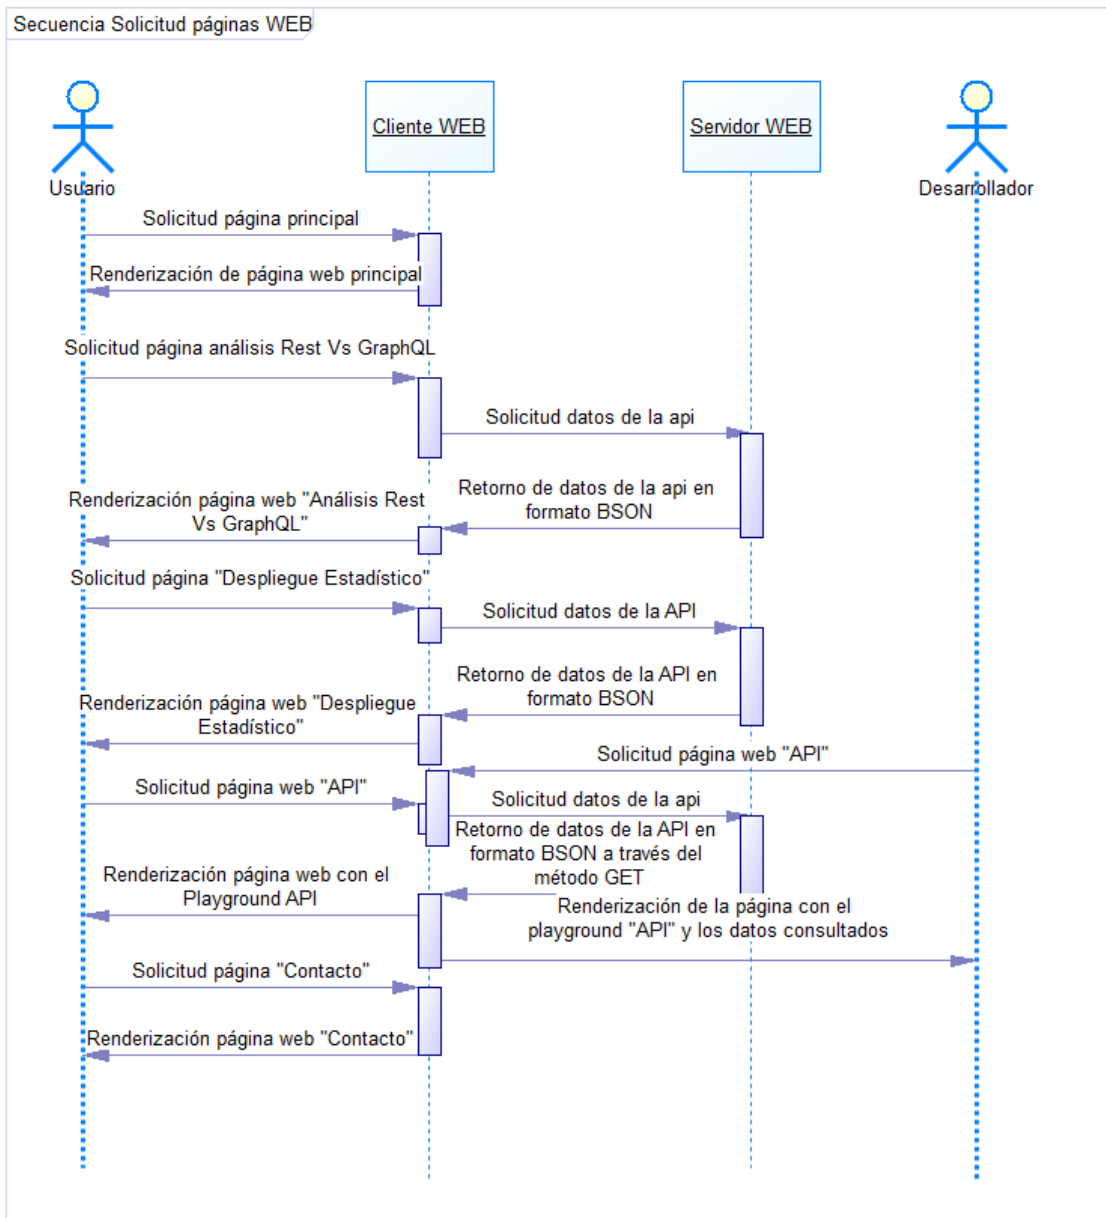 Secuencia Solicitud páginas WEB
Usuario
Cliente WEB
Servidor WEB
Desarrollador
Solicitud página principal
Renderización de página web principal
Solicitud página análisis Rest Vs GraphQL
Solicitud datos de la api
Retorno de datos de la api en
formato BSON
Renderización página web "Análisis Rest
Vs GraphQL"
Solicitud página "Despliegue Estadístico"
Solicitud datos de la API
Retorno de datos de la API en
formato BSON
Renderización página web "Despliegue
Estadístico"
Solicitud página web "API"
Solicitud página web "API"
Solicitud datos de la api
Retorno de datos de la API en
formato BSON a través del
método GET
Renderización página web con el
Playground API
Renderización de la página con el
playground "API" y los datos consultados
Solicitud página "Contacto"
Renderización página web "Contacto"